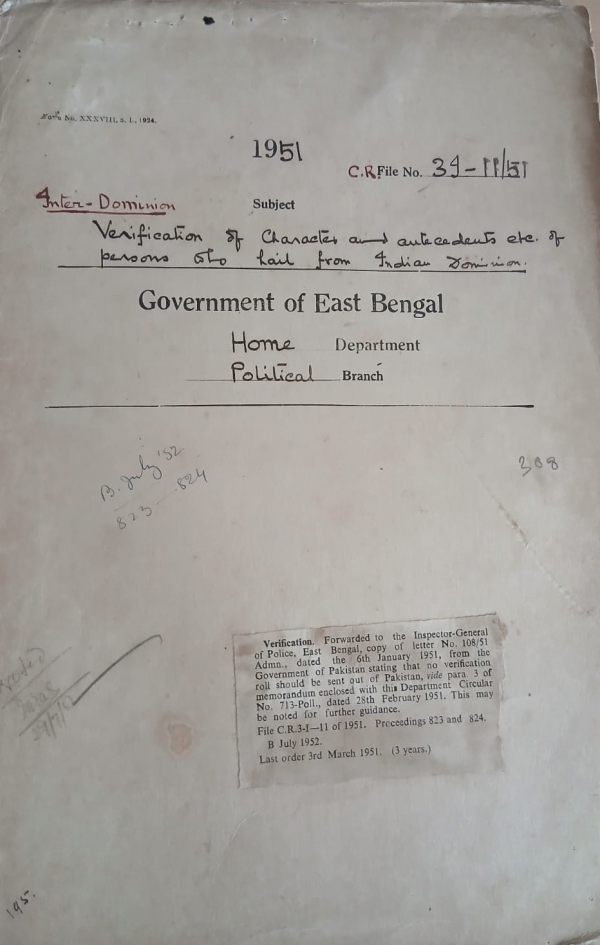 Form No. XXXVIII, s. 1., 1924.
1951
C.R. File No. 3I-11/51
Inter-Dominion Subject
Verification of Character and antecedents etc. of
persons who hail from Indian Dominion.
Government of East Bengal
Home Department
Political Branch
B. July '52
823 824
308
Verification. Forwarded to the Inspector-General
of Police, East Bengal, copy of letter No. 108/51
Admn., dated the 6th January 1951, from the
Government of Pakistan stating that no verification
roll should be sent out of Pakistan, vide para. 3 of
memorandum enclosed with this Department Circular
No. 713-Poll., dated 28th February 1951. This may
be noted for further guidance.
File C.R.3-I—11 of 1951. Proceedings 823 and 824.
B July 1952.
Last order 3rd March 1951. (3 years.)
195.